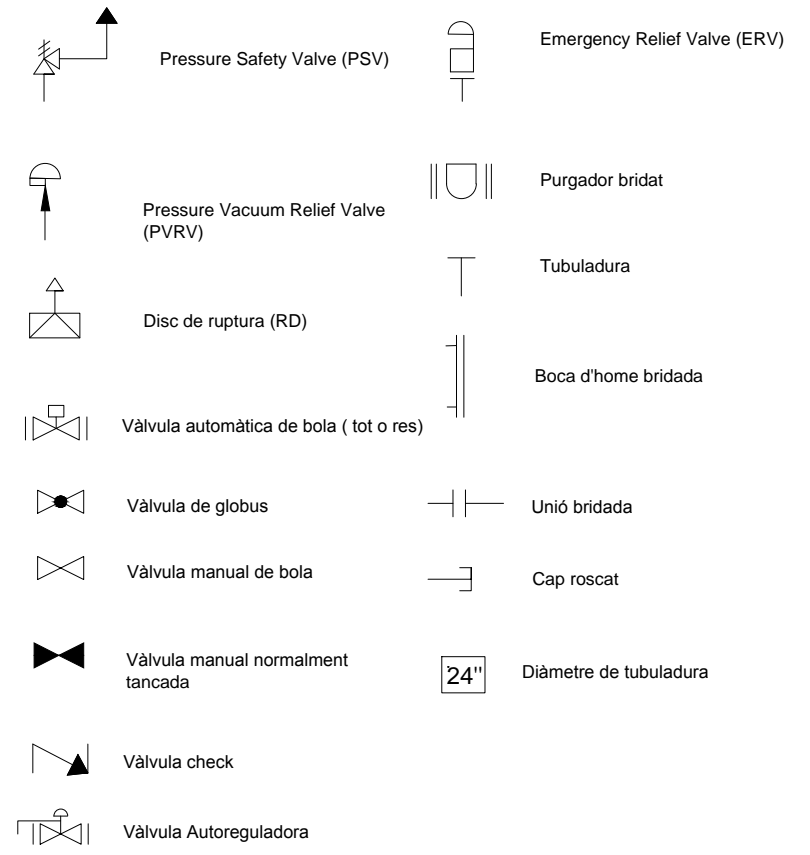 Pressure Safety Valve (PSV)
Pressure Vacuum Relief Valve
(PVRV)
Disc de ruptura (RD)
Vàlvula automàtica de bola ( tot o res)
Vàlvula de globus
Vàlvula manual de bola
Vàlvula manual normalment
tancada
Vàlvula check
Vàlvula Autoreguladora
Emergency Relief Valve (ERV)
Purgador bridat
Tubuladura
Boca d'home bridada
Unió bridada
Cap roscat
24"
Diàmetre de tubuladura